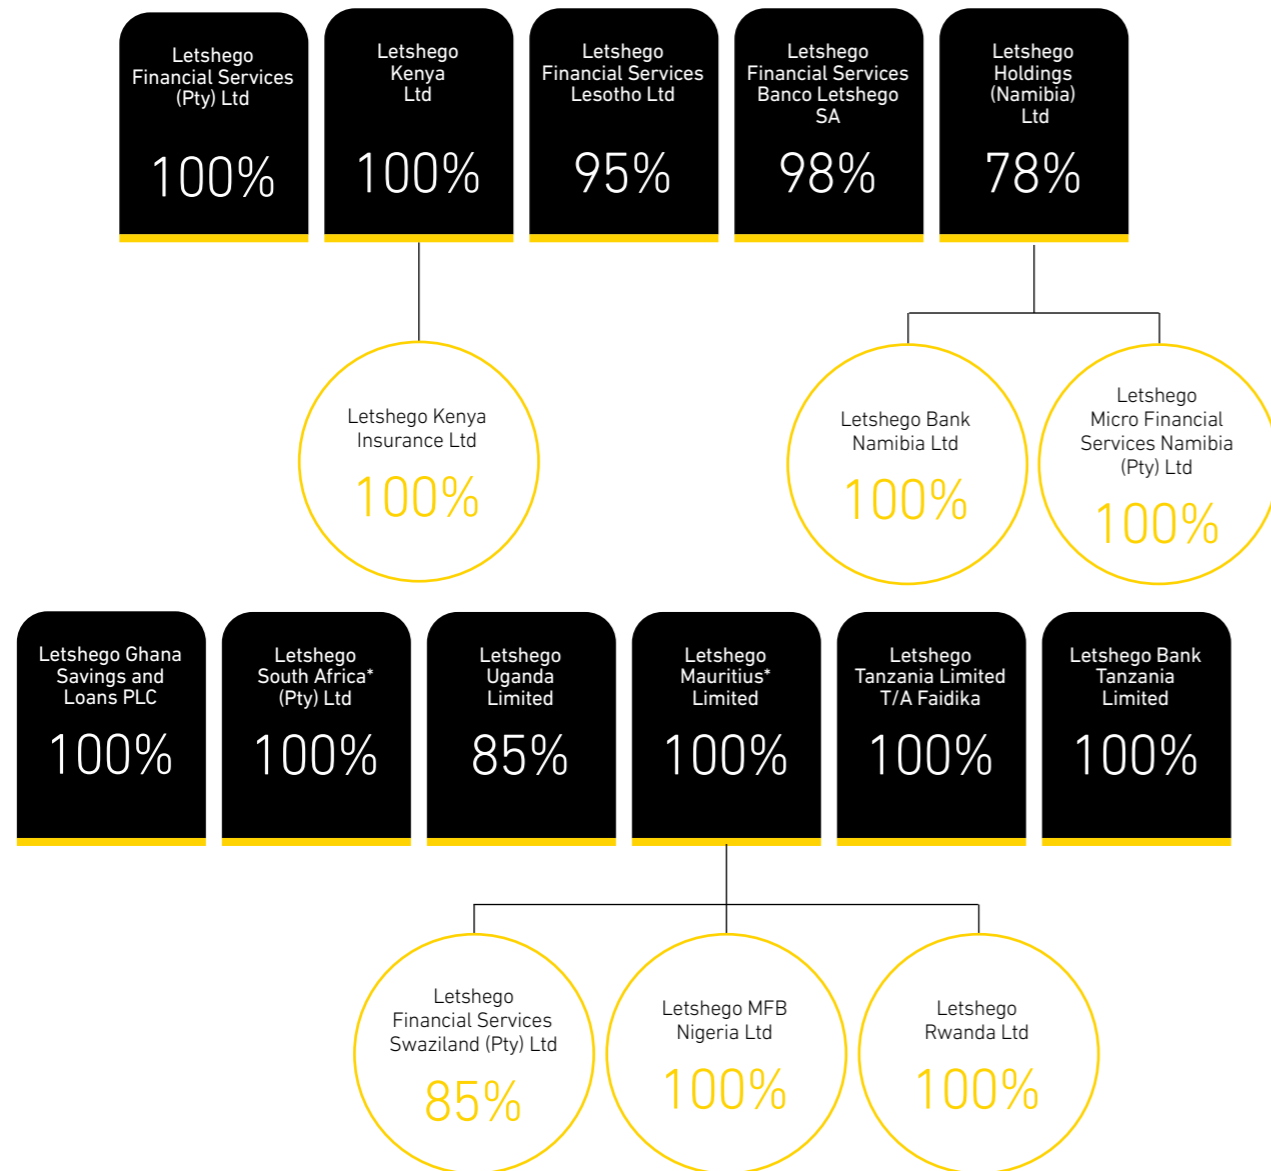 Letshego
Financial Services
(Pty) Ltd
100%
Letshego
Kenya
Ltd
100%
Letshego
Financial Services
Lesotho Ltd
95%
Letshego
Financial Services
Banco Letshego
SA
98%
Letshego
Holdings
(Namibia)
Ltd
78%
Letshego Kenya
Insurance Ltd
100%
Letshego Bank
Namibia Ltd
100%
Letshego
Micro Financial
Services Namibia
(Pty) Ltd
100%
Letshego Ghana
Savings and
Loans PLC
100%
Letshego
South Africa*
(Pty) Ltd
100%
Letshego
Uganda
Limited
85%
Letshego
Mauritius*
Limited
100%
Letshego
Tanzania Limited
T/A Faidika
100%
Letshego Bank
Tanzania
Limited
100%
Letshego
Financial Services
Swaziland (Pty) Ltd
85%
Letshego MFB
Nigeria Ltd
100%
Letshego
Rwanda Ltd
100%